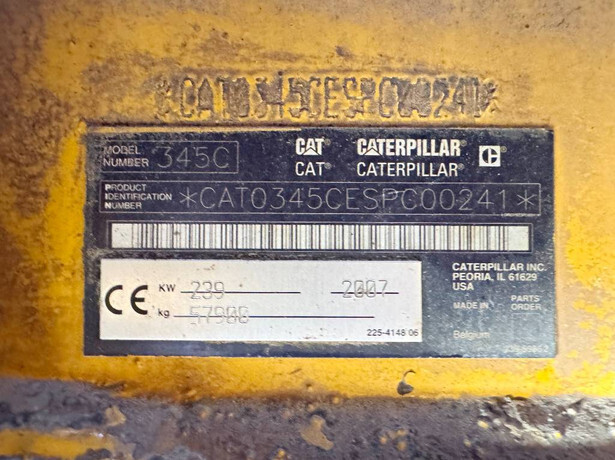 *CAT0345CESPC00241*
MODEL NUMBER 345C
CAT CATERPILLAR C
CAT® CATERPILLAR®
PRODUCT IDENTIFICATION NUMBER *CAT0345CESPC00241*
CATERPILLAR INC.
PEORIA, IL 61629
USA
CE KW 239 2007
kg 57900
MADE IN PARTS ORDER
225-4148 06
Belgium